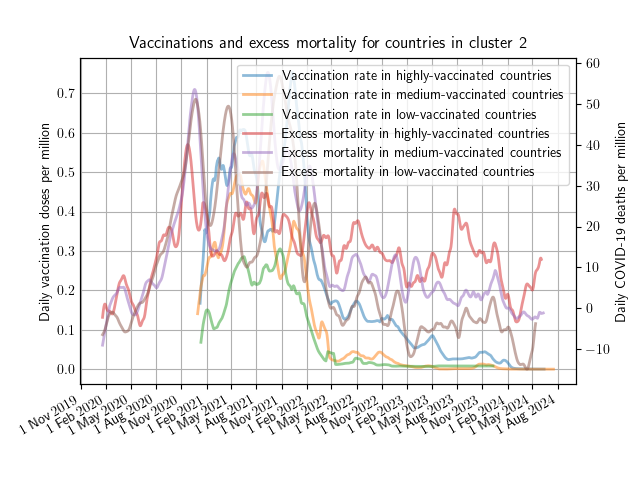 Vaccinations and excess mortality for countries in cluster 2
Vaccination rate in highly-vaccinated countries
Vaccination rate in medium-vaccinated countries
Vaccination rate in low-vaccinated countries
Excess mortality in highly-vaccinated countries
Excess mortality in medium-vaccinated countries
Excess mortality in low-vaccinated countries
Daily vaccination doses per million
0.7
0.6
0.5
0.4
0.3
0.2
0.1
0.0
Daily COVID-19 deaths per million
60
50
40
30
20
10
0
−10
1 Nov 2019
1 Feb 2020
1 May 2020
1 Aug 2020
1 Nov 2020
1 Feb 2021
1 May 2021
1 Aug 2021
1 Nov 2021
1 Feb 2022
1 May 2022
1 Aug 2022
1 Nov 2022
1 Feb 2023
1 May 2023
1 Aug 2023
1 Nov 2023
1 Feb 2024
1 May 2024
1 Aug 2024